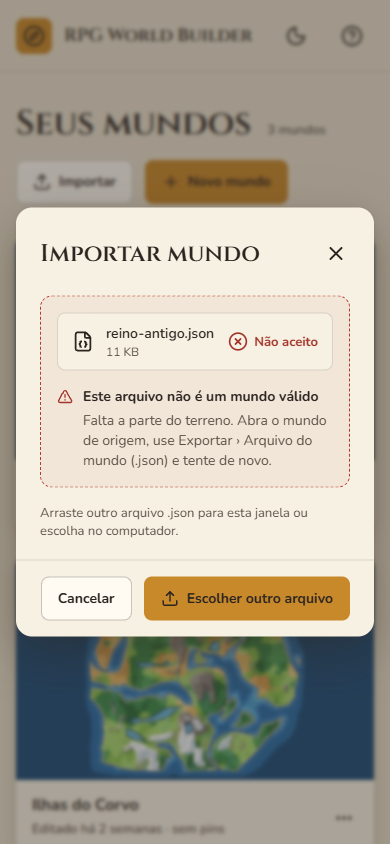 RPG World Builder
Seus mundos
3 mundos
Importar
Novo mundo
Importar mundo
reino-antigo.json
11 KB
Não aceito
Este arquivo não é um mundo válido
Falta a parte do terreno. Abra o mundo
de origem, use Exportar › Arquivo do
mundo (.json) e tente de novo.
Arraste outro arquivo .json para esta janela ou
escolha no computador.
Cancelar
Escolher outro arquivo
Ilhas do Corvo
Editado há 2 semanas · sem pins